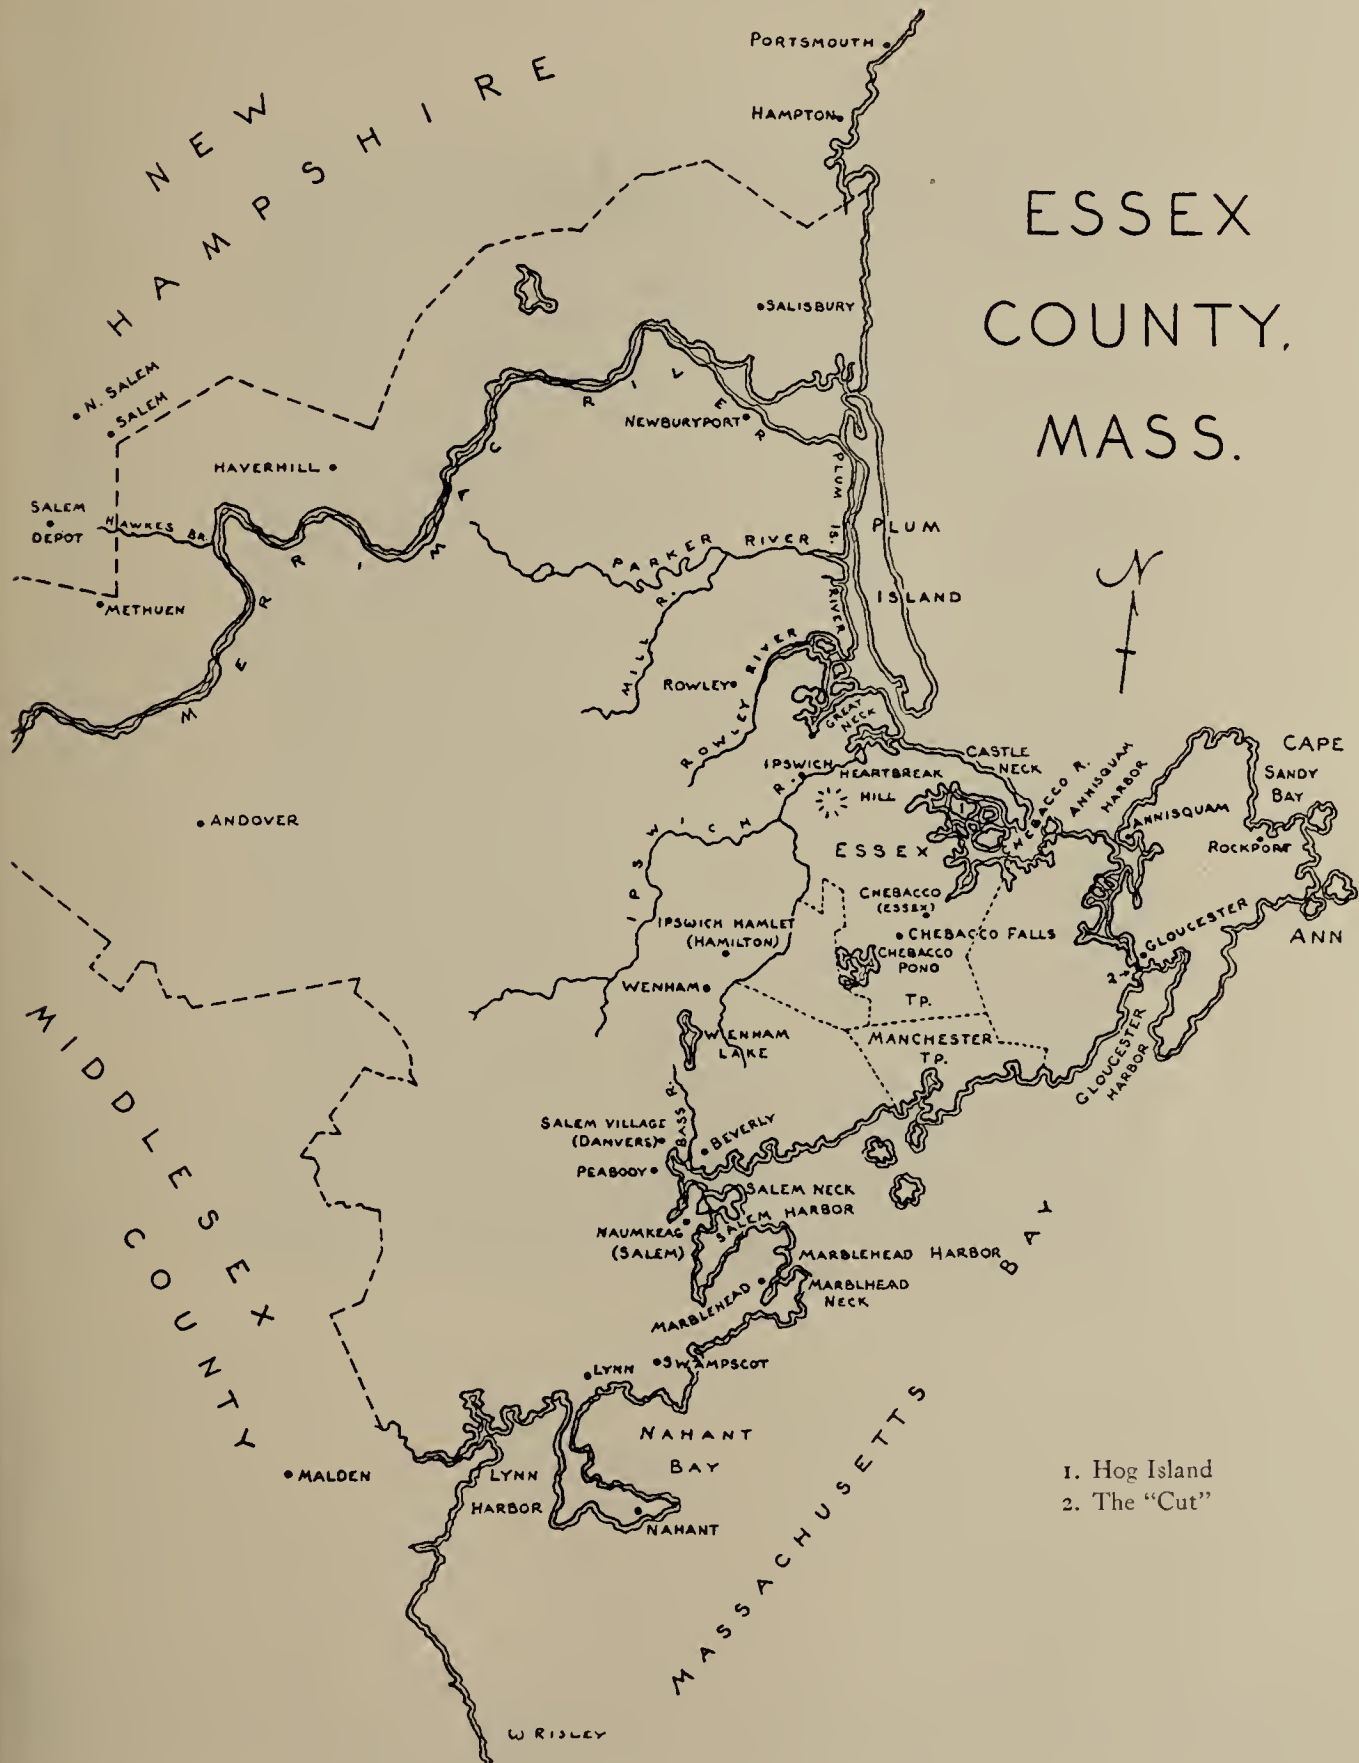 ESSEX
COUNTY,
MASS.
NEW
HAMPSHIRE
PORTSMOUTH
HAMPTON
SALISBURY
N. SALEM
SALEM
HAVERHILL
NEWBURYPORT
MERRIMAC RILER
SALEM
DEPOT
HAWKES BR.
METHUEN
PARKER RIVER
PLUM IS. RIVER
PLUM
ISLAND
N
MILL R.
ROWLEY
ROWLEY RIVER
GREAT
NECK
CASTLE
NECK
IPSWICH
HEARTBREAK
HILL
IPSWICH R.
CHEBACCO R.
ANNISQUAM
HARBOR
ANNISQUAM
CAPE
SANDY
BAY
ROCKPORT
ANN
ANDOVER
ESSEX
1
CHEBACCO
(ESSEX)
CHEBACCO FALLS
CHEBACCO
POND
TP.
IPSWICH HAMLET
(HAMILTON)
GLOUCESTER
2
WENHAM
WENHAM
LAKE
MANCHESTER
TP.
GLOUCESTER
HARBOR
MIDDLESEX
COUNTY
SALEM VILLAGE
(DANVERS)
BASS R.
BEVERLY
PEABODY
SALEM NECK
SALEM HARBOR
NAUMKEAG
(SALEM)
MARBLEHEAD HARBOR
MARBLEHEAD
MARBLHEAD
NECK
SWAMPSCOT
LYNN
NAHANT
BAY
MALDEN
LYNN
HARBOR
NAHANT
MASSACHUSETTS BAY
1. Hog Island
2. The "Cut"
W RISLEY